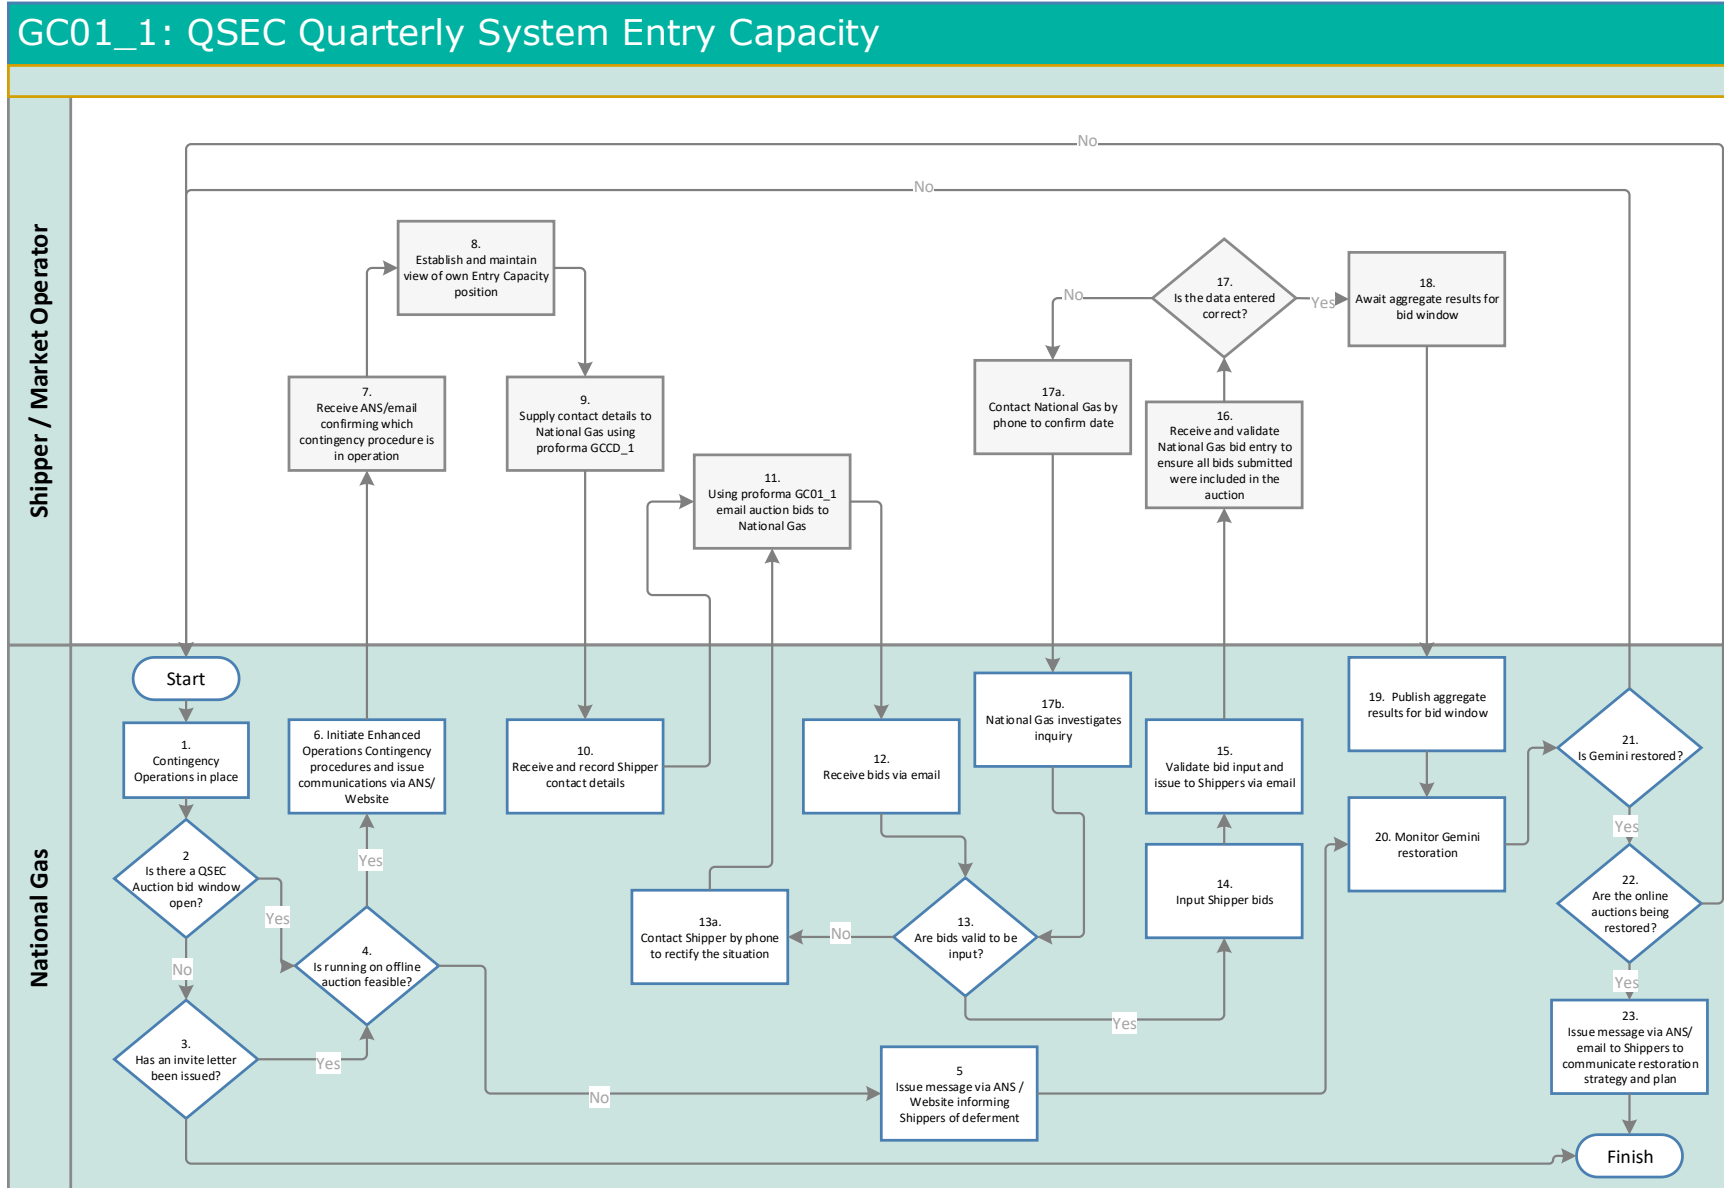 GC01_1: QSEC Quarterly System Entry Capacity
Shipper / Market Operator
No
No
8.
Establish and maintain
view of own Entry Capacity
position
7.
Receive ANS/email
confirming which
contingency procedure is
in operation
9.
Supply contact details to
National Gas using
proforma GCCD_1
11.
Using proforma GC01_1
email auction bids to
National Gas
17.
Is the data entered
correct?
No
Yes
18.
Await aggregate results for
bid window
17a.
Contact National Gas by
phone to confirm date
16.
Receive and validate
National Gas bid entry to
ensure all bids submitted
were included in the
auction
National Gas
Start
1.
Contingency
Operations in place
2
Is there a QSEC
Auction bid window
open?
Yes
No
3.
Has an invite letter
been issued?
Yes
4.
Is running on offline
auction feasible?
Yes
No
6. Initiate Enhanced
Operations Contingency
procedures and issue
communications via ANS/
Website
10.
Receive and record Shipper
contact details
12.
Receive bids via email
13.
Are bids valid to be
input?
No
Yes
13a.
Contact Shipper by phone
to rectify the situation
5
Issue message via ANS /
Website informing
Shippers of deferment
17b.
National Gas investigates
inquiry
15.
Validate bid input and
issue to Shippers via email
14.
Input Shipper bids
19. Publish aggregate
results for bid window
20. Monitor Gemini
restoration
21.
Is Gemini restored?
Yes
22.
Are the online
auctions being
restored?
Yes
23.
Issue message via ANS/
email to Shippers to
communicate restoration
strategy and plan
Finish